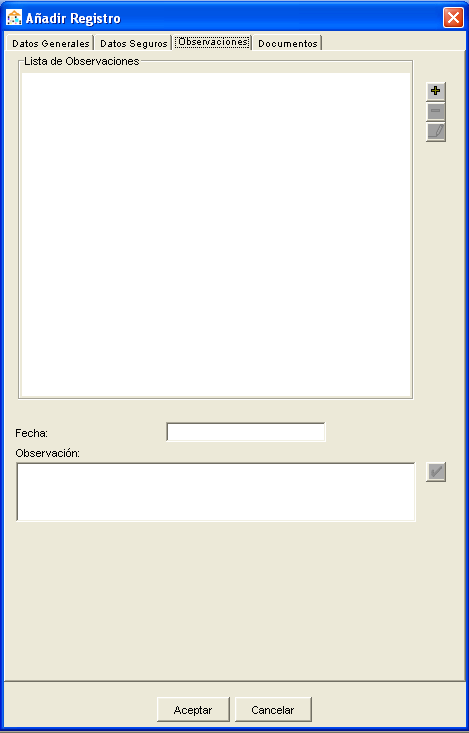 Añadir Registro
Datos Generales Datos Seguros Observaciones Documentos
Lista de Observaciones
Fecha:
Observación:
Aceptar Cancelar